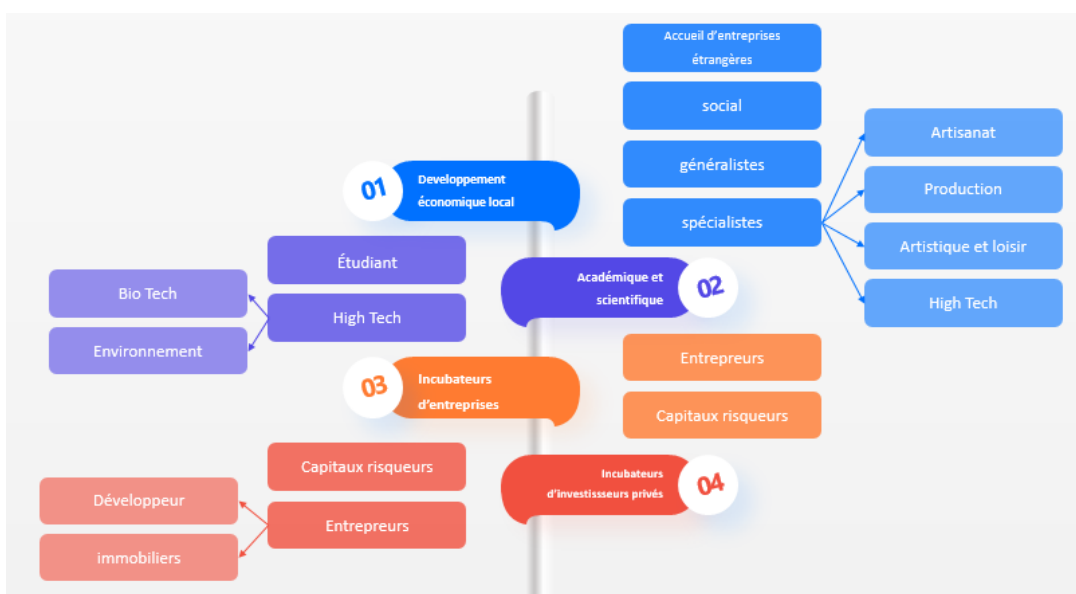 Accueil d’entreprises
étrangères
social
généralistes
spécialistes
Artisanat
Production
Artistique et loisir
High Tech
01
Developpement
économique local
Étudiant
High Tech
Bio Tech
Environnement
Académique et
scientifique
02
03
Incubateurs
d’entreprises
Entrepreurs
Capitaux risqueurs
Capitaux risqueurs
Entrepreurs
Développeur
immobiliers
Incubateurs
d’investissseurs privés
04